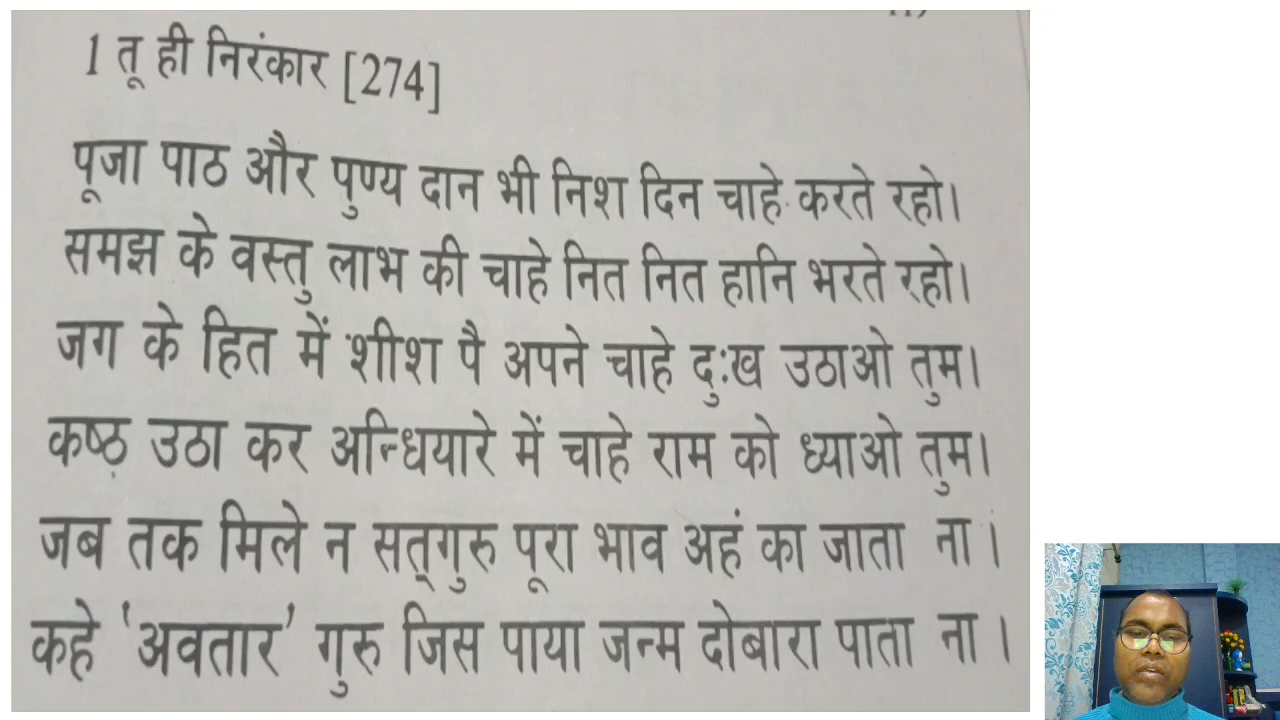 1 तू ही निरंकार [274]
पूजा पाठ और पुण्य दान भी निश दिन चाहे करते रहो।
समझ के वस्तु लाभ की चाहे नित नित हानि भरते रहो।
जग के हित में शीश पै अपने चाहे दुःख उठाओ तुम।
कष्ठ उठा कर अन्धियारे में चाहे राम को ध्याओ तुम।
जब तक मिले न सत्‌गुरु पूरा भाव अहं का जाता ना।
कहे 'अवतार' गुरु जिस पाया जन्म दोबारा पाता ना।